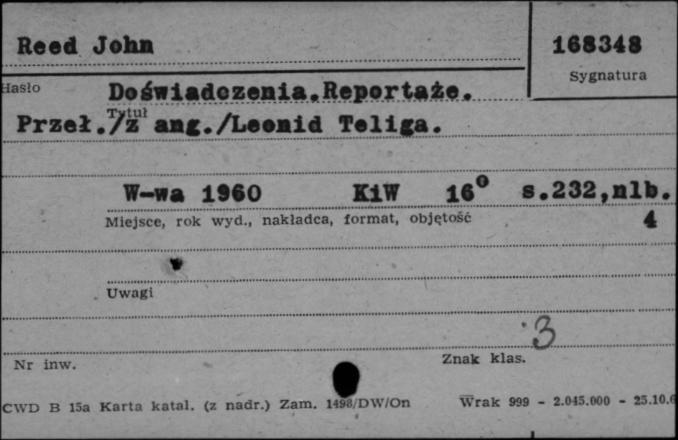 Reed John
168348
Hasło
Sygnatura
Doświadczenia.Reportaże.
Tytuł
Przeł./z ang./Leonid Teliga.
W-wa 1960 KiW 16° s.232,nlb.
Miejsce, rok wyd., nakładca, format, objętość
4
Uwagi
3
Nr inw.
Znak klas.
CWD B 15a Karta katal. (z nadr.) Zam. 1498/DW/On Wrak 999 - 2.045.000 - 25.10.6